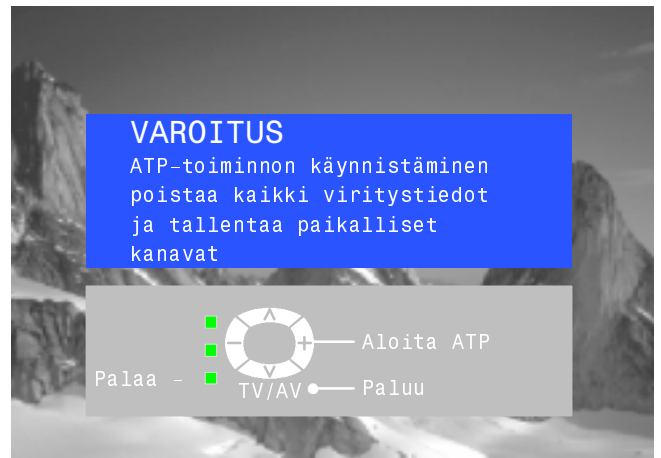 VAROITUS
ATP-toiminnon käynnistäminen
poistaa kaikki viritystiedot
ja tallentaa paikalliset
kanavat
Aloita ATP
Palaa -
TV/AV Paluu